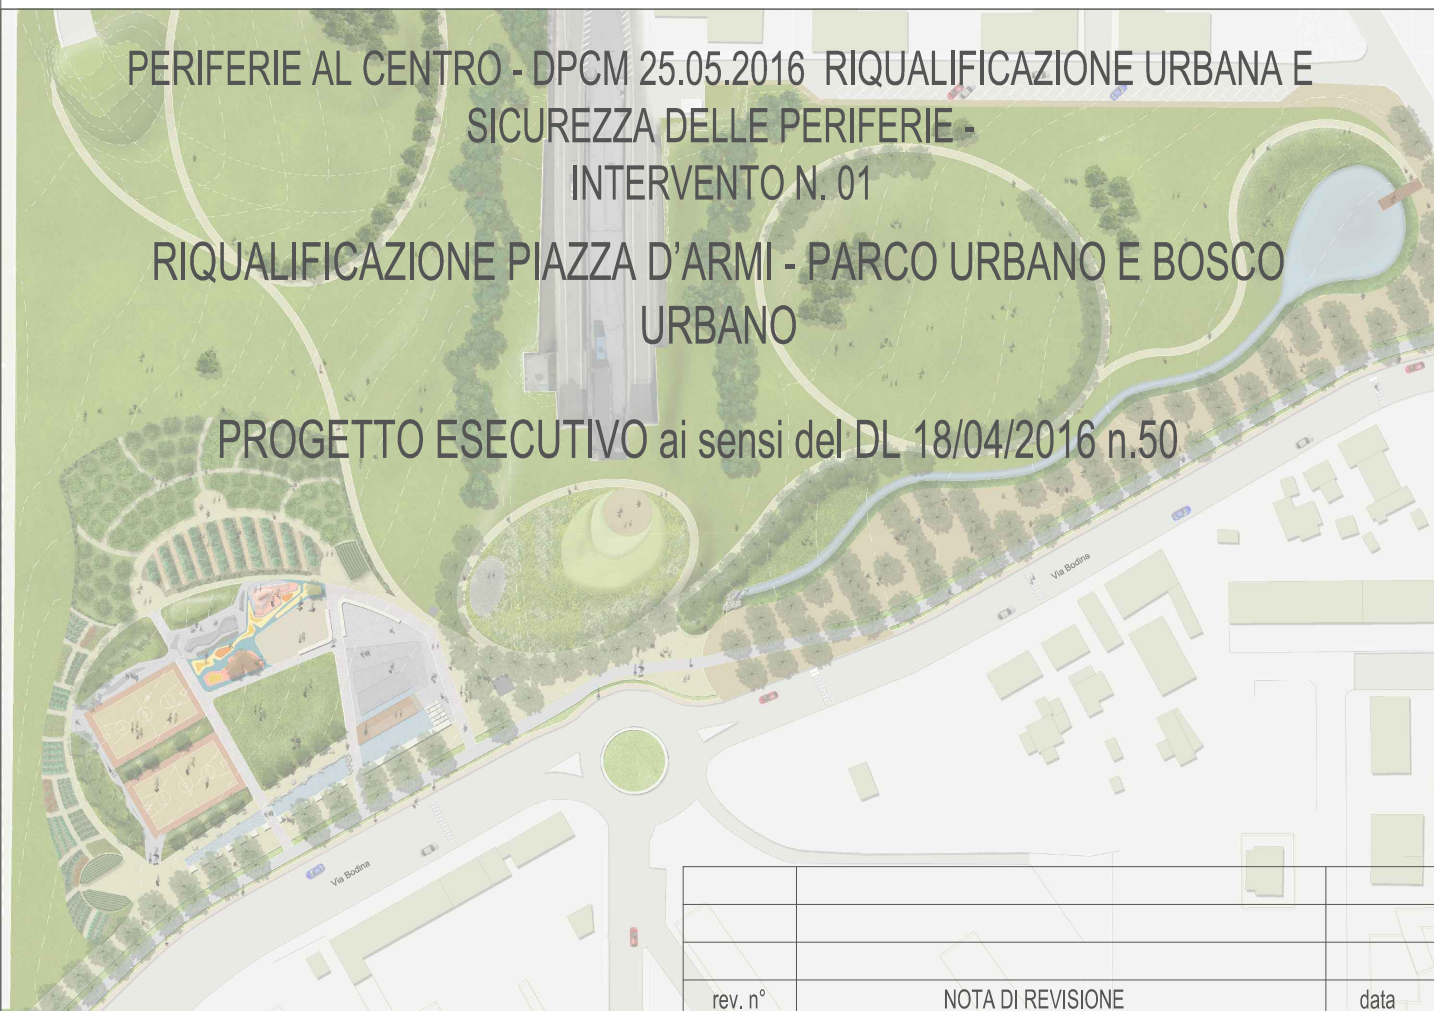 PERIFERIE AL CENTRO - DPCM 25.05.2016 RIQUALIFICAZIONE URBANA E
SICUREZZA DELLE PERIFERIE -
INTERVENTO N. 01
RIQUALIFICAZIONE PIAZZA D'ARMI - PARCO URBANO E BOSCO
URBANO
PROGETTO ESECUTIVO ai sensi del DL 18/04/2016 n.50
Via Bodina
Via Bodina
rev. n° NOTA DI REVISIONE data